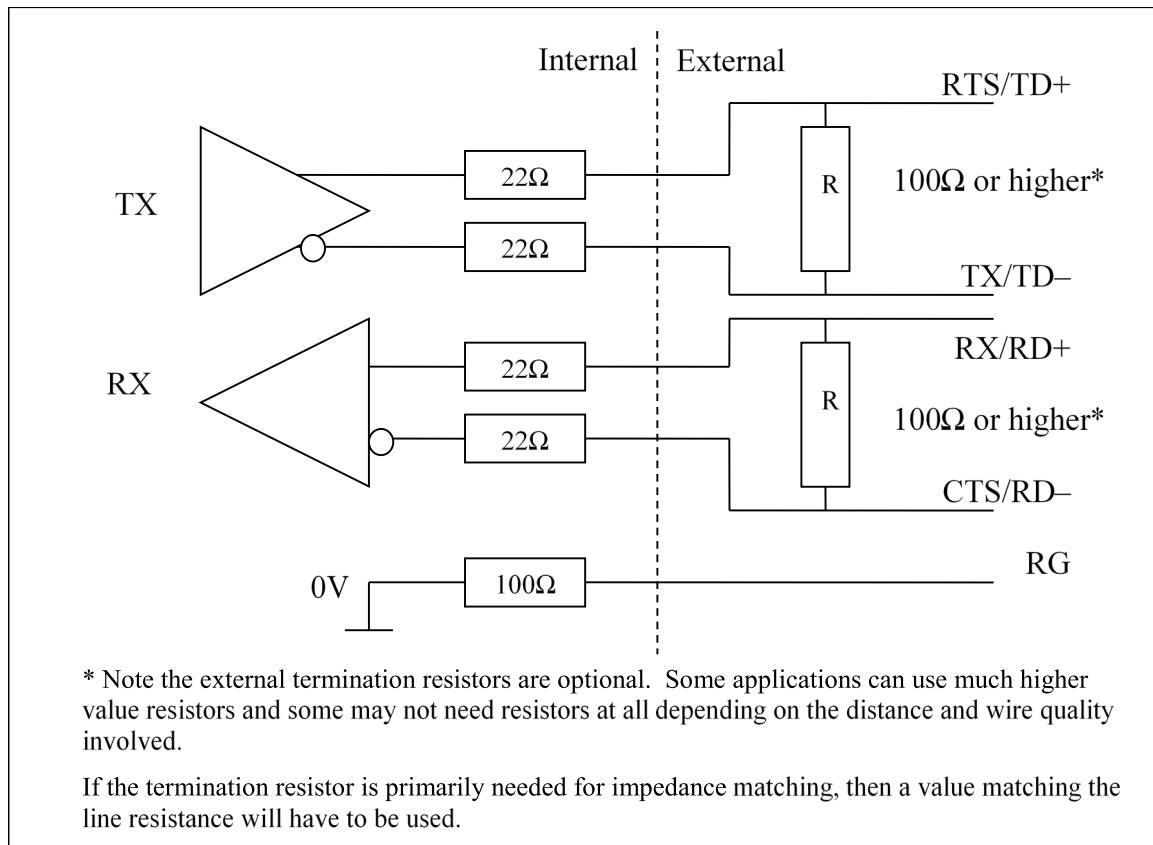 Internal
External
RTS/TD+
TX
22Ω
R
100Ω or higher*
22Ω
TX/TD–
RX
22Ω
RX/RD+
R
100Ω or higher*
22Ω
CTS/RD–
0V
100Ω
RG
* Note the external termination resistors are optional.  Some applications can use much higher
value resistors and some may not need resistors at all depending on the distance and wire quality
involved.
If the termination resistor is primarily needed for impedance matching, then a value matching the
line resistance will have to be used.